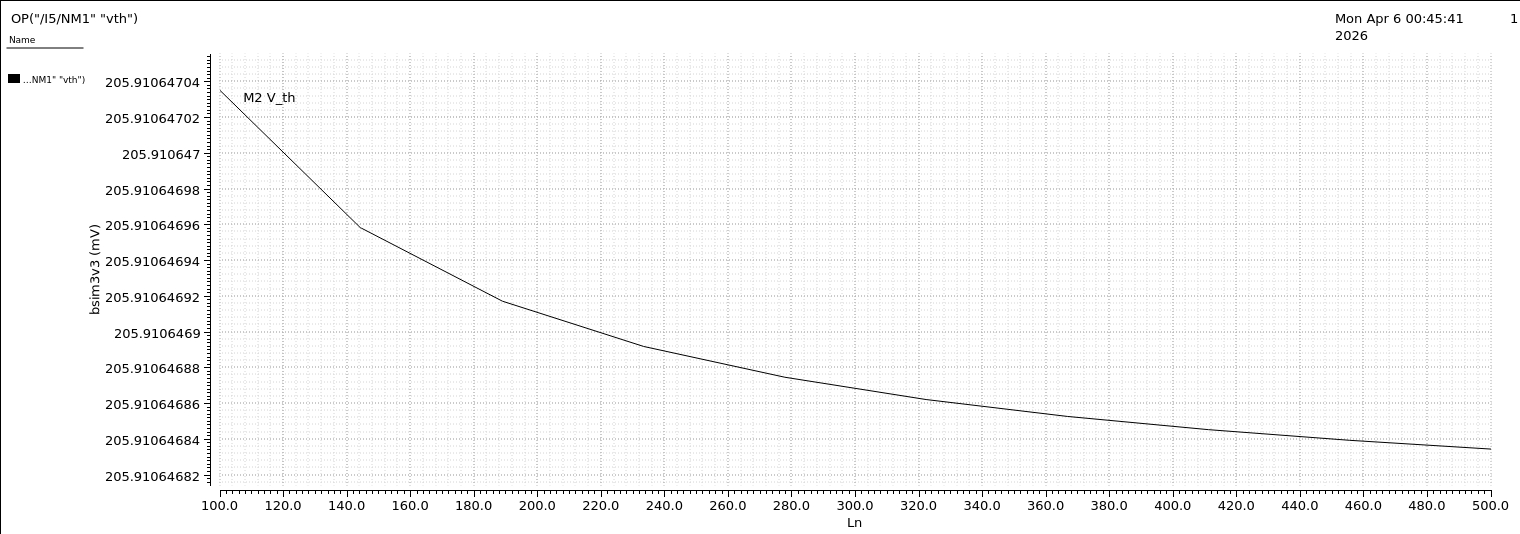 OP("/I5/NM1" "vth")
Mon Apr 6 00:45:41 1
2026
Name
...NM1" "vth")
M2 V_th
bsim3v3 (mV)
205.91064704
205.91064702
205.910647
205.91064698
205.91064696
205.91064694
205.91064692
205.9106469
205.91064688
205.91064686
205.91064684
205.91064682
100.0 120.0 140.0 160.0 180.0 200.0 220.0 240.0 260.0 280.0 300.0 320.0 340.0 360.0 380.0 400.0 420.0 440.0 460.0 480.0 500.0
Ln